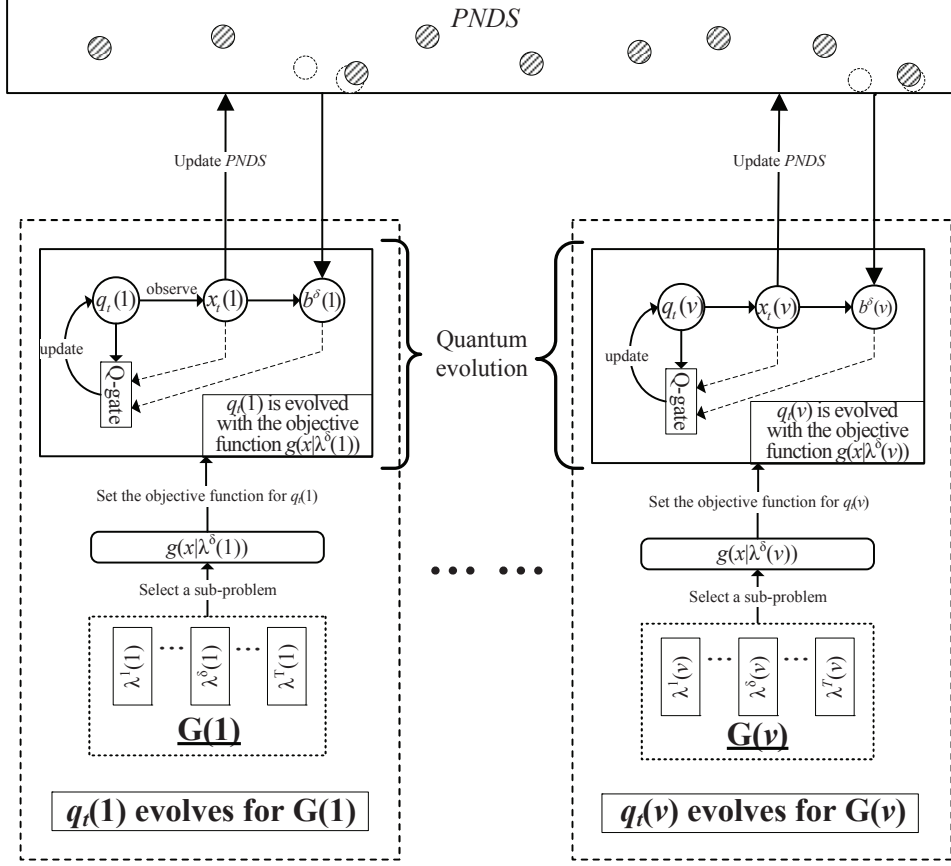 PNDS
Update PNDS
Update PNDS
q_t(1)
observe
x_t(1)
b^δ(1)
update
Q-gate
q_t(1) is evolved
with the objective
function g(x|λ^δ(1))
Quantum
evolution
q_t(v)
x_t(v)
b^δ(v)
update
Q-gate
q_t(v) is evolved
with the objective
function g(x|λ^δ(v))
Set the objective function for q_t(1)
g(x|λ^δ(1))
Select a sub-problem
λ^1(1) ··· λ^δ(1) ··· λ^T(1)
G(1)
q_t(1) evolves for G(1)
··· ···
Set the objective function for q_t(v)
g(x|λ^δ(v))
Select a sub-problem
λ^1(v) ··· λ^δ(v) ··· λ^T(v)
G(v)
q_t(v) evolves for G(v)